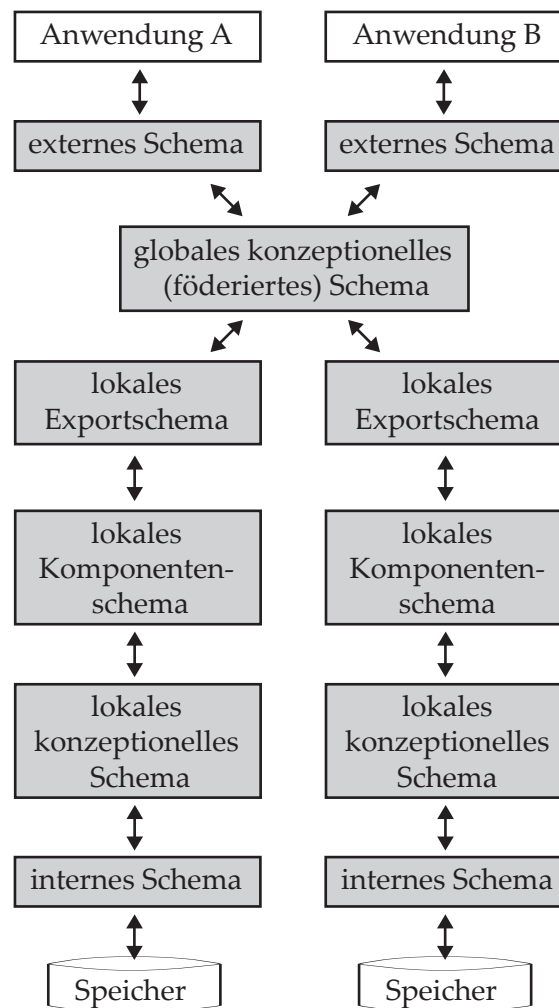 Anwendung A
Anwendung B
externes Schema
externes Schema
globales konzeptionelles
(föderiertes) Schema
lokales
Exportschema
lokales
Exportschema
lokales
Komponenten-
schema
lokales
Komponenten-
schema
lokales
konzeptionelles
Schema
lokales
konzeptionelles
Schema
internes Schema
internes Schema
Speicher
Speicher